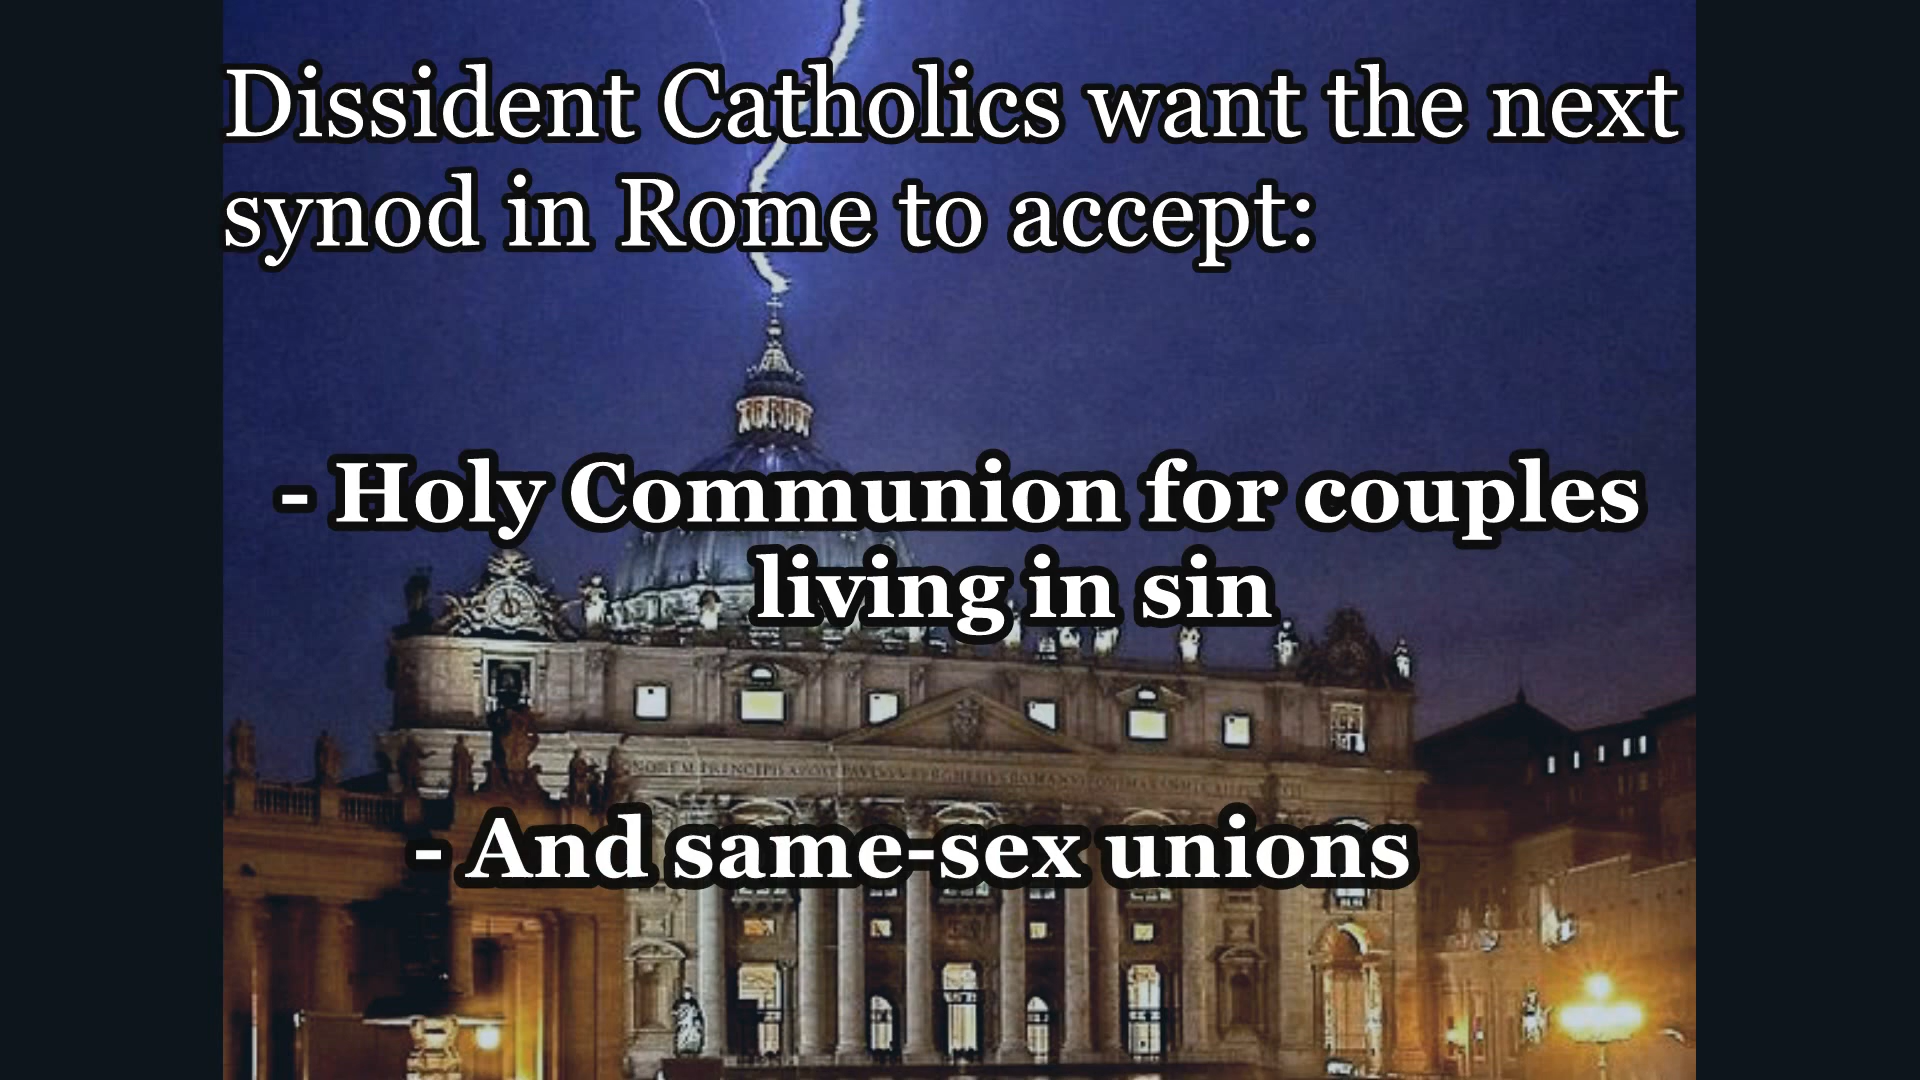 Dissident Catholics want the next
synod in Rome to accept:
- Holy Communion for couples
living in sin
- And same-sex unions